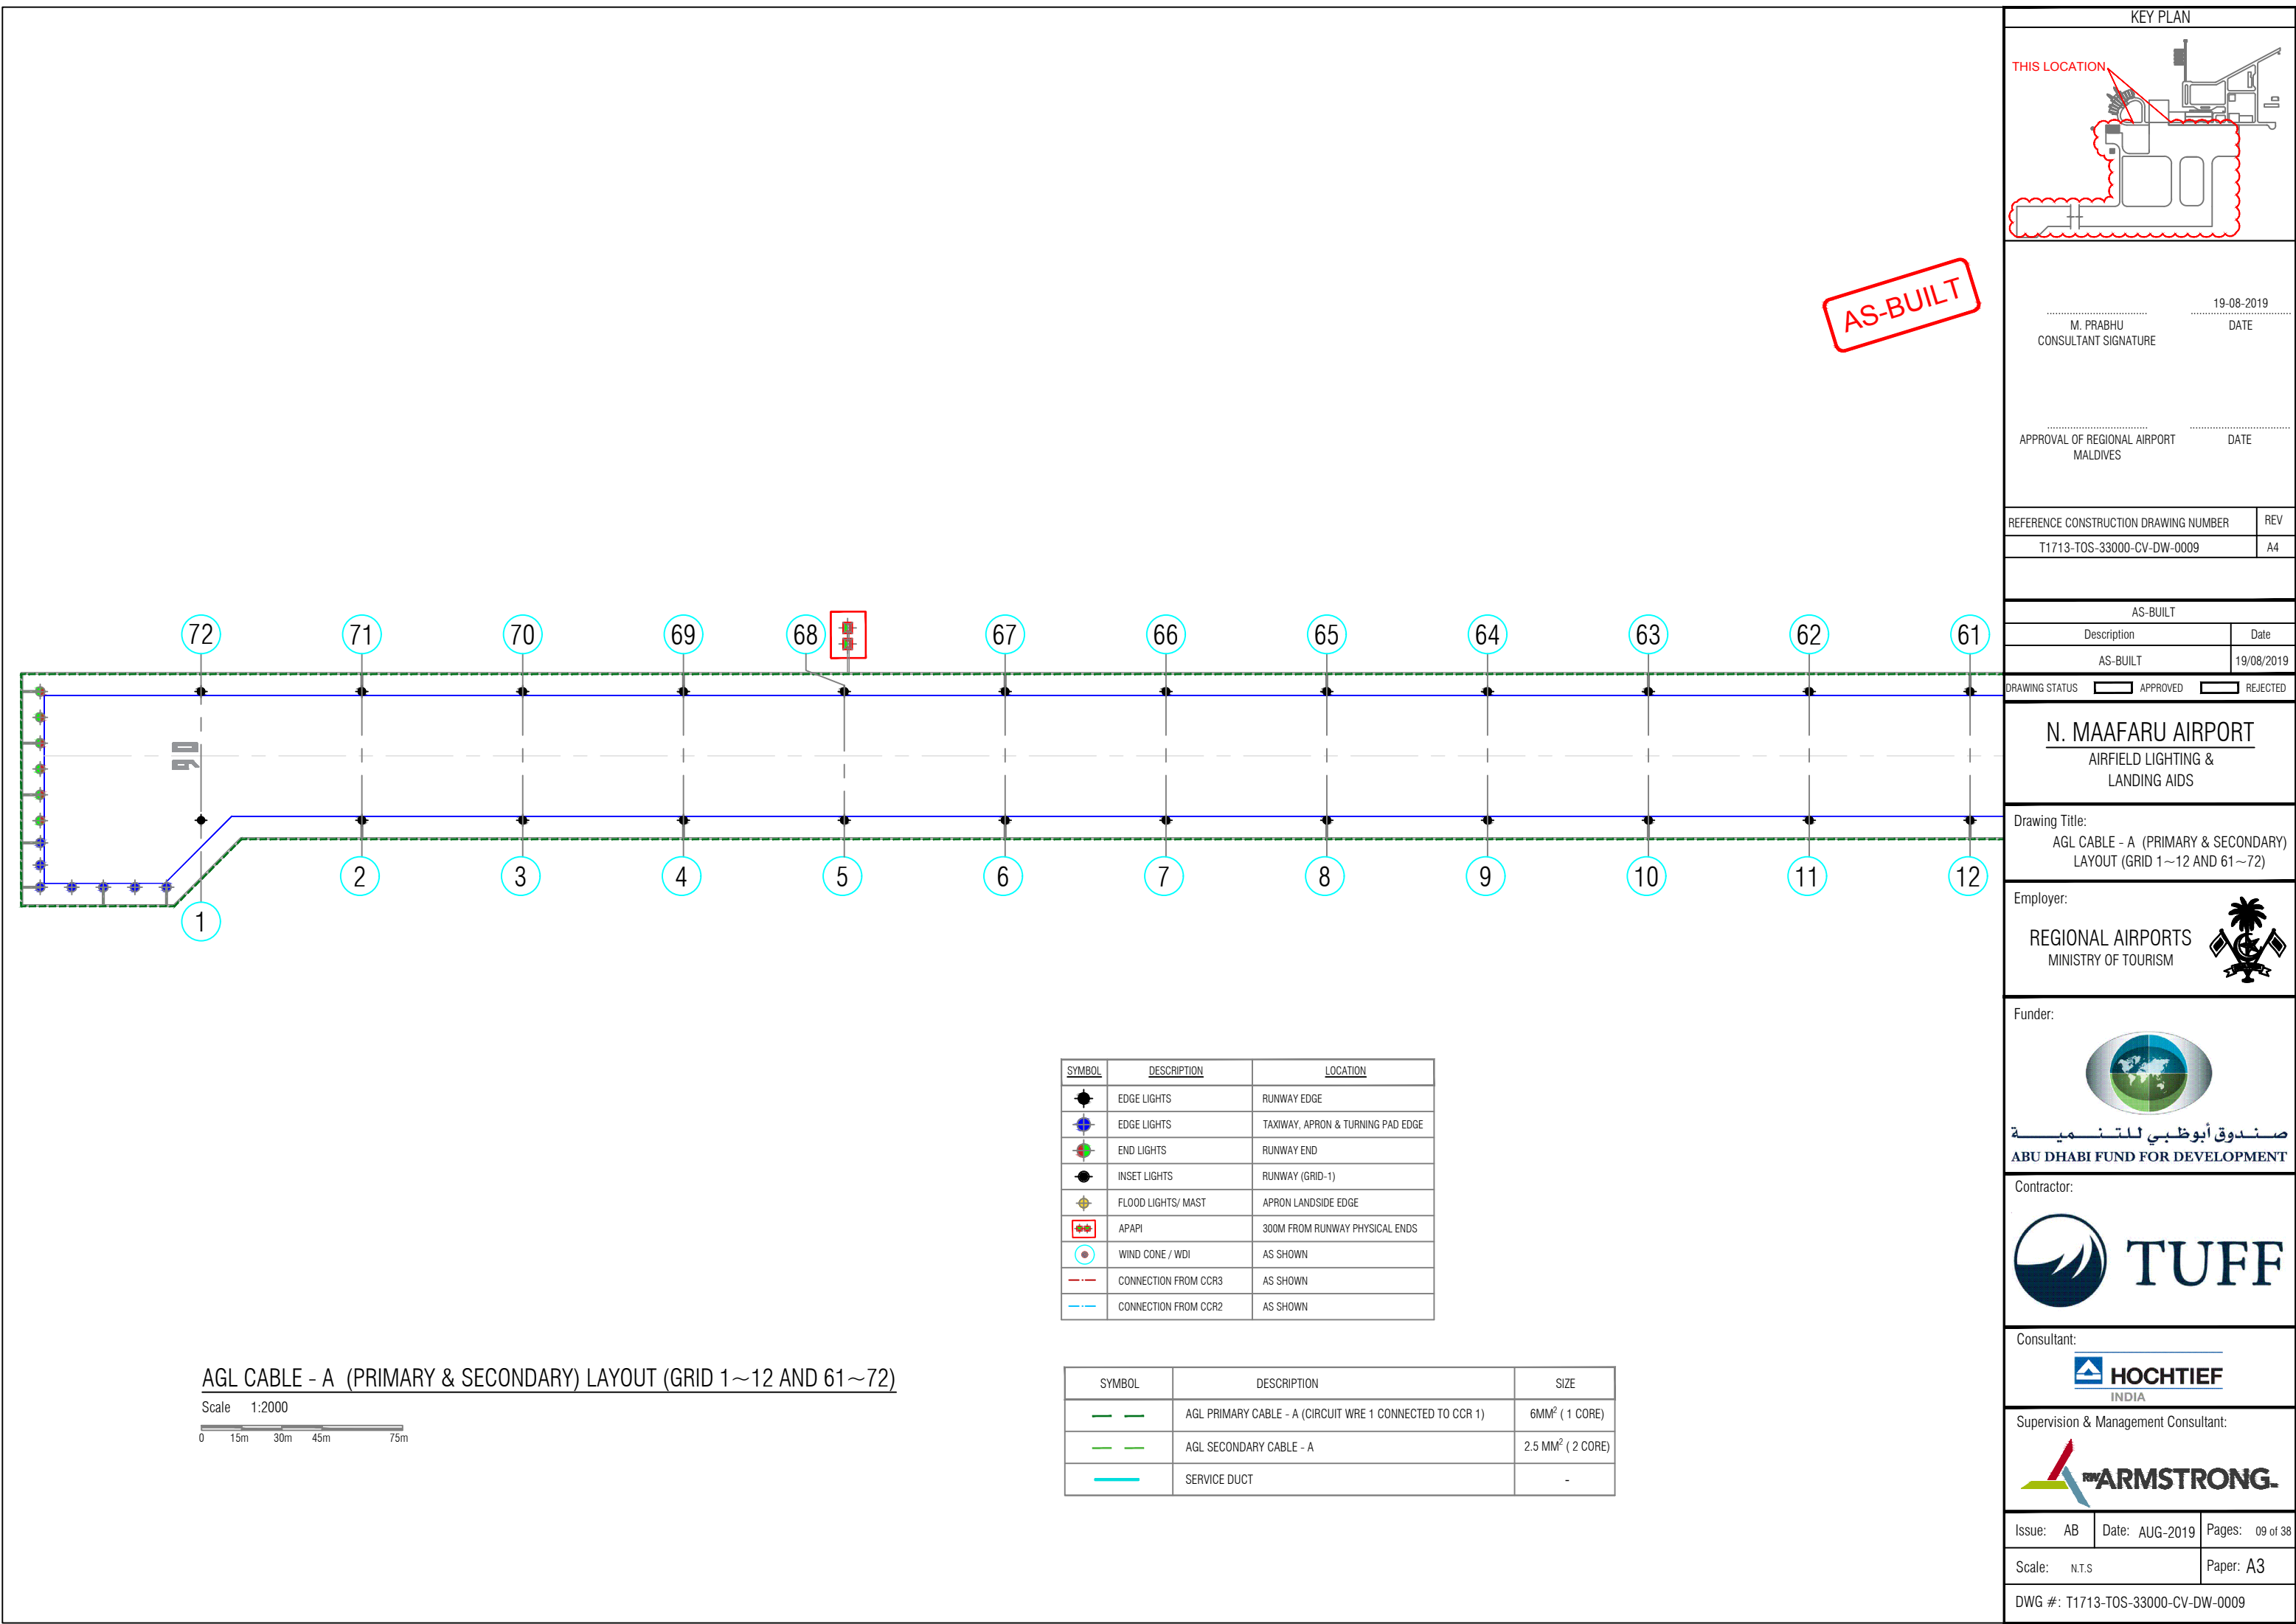 KEY PLAN
THIS LOCATION
AS-BUILT
19-08-2019
M. PRABHU
DATE
CONSULTANT SIGNATURE
APPROVAL OF REGIONAL AIRPORT
DATE
MALDIVES
REFERENCE CONSTRUCTION DRAWING NUMBER
REV
T1713-TOS-33000-CV-DW-0009
A4
AS-BUILT
Description
Date
AS-BUILT
19/08/2019
DRAWING STATUS
APPROVED
REJECTED
N. MAAFARU AIRPORT
AIRFIELD LIGHTING &
LANDING AIDS
Drawing Title:
AGL CABLE - A (PRIMARY & SECONDARY)
LAYOUT (GRID 1~12 AND 61~72)
Employer:
REGIONAL AIRPORTS
MINISTRY OF TOURISM
Funder:
صندوق أبوظبي للتنمية
ABU DHABI FUND FOR DEVELOPMENT
Contractor:
TUFF
Consultant:
HOCHTIEF
INDIA
Supervision & Management Consultant:
RW ARMSTRONG
Issue: AB
Date: AUG-2019
Pages: 09 of 38
Scale: N.T.S
Paper: A3
DWG #: T1713-TOS-33000-CV-DW-0009
72 71 70 69 68 67 66 65 64 63 62 61
06
1 2 3 4 5 6 7 8 9 10 11 12
SYMBOL DESCRIPTION LOCATION
EDGE LIGHTS RUNWAY EDGE
EDGE LIGHTS TAXIWAY, APRON & TURNING PAD EDGE
END LIGHTS RUNWAY END
INSET LIGHTS RUNWAY (GRID-1)
FLOOD LIGHTS/ MAST APRON LANDSIDE EDGE
APAPI 300M FROM RUNWAY PHYSICAL ENDS
WIND CONE / WDI AS SHOWN
CONNECTION FROM CCR3 AS SHOWN
CONNECTION FROM CCR2 AS SHOWN
AGL CABLE - A (PRIMARY & SECONDARY) LAYOUT (GRID 1~12 AND 61~72)
Scale 1:2000
0 15m 30m 45m 75m
SYMBOL DESCRIPTION SIZE
AGL PRIMARY CABLE - A (CIRCUIT WRE 1 CONNECTED TO CCR 1) 6MM² ( 1 CORE)
AGL SECONDARY CABLE - A 2.5 MM² ( 2 CORE)
SERVICE DUCT -